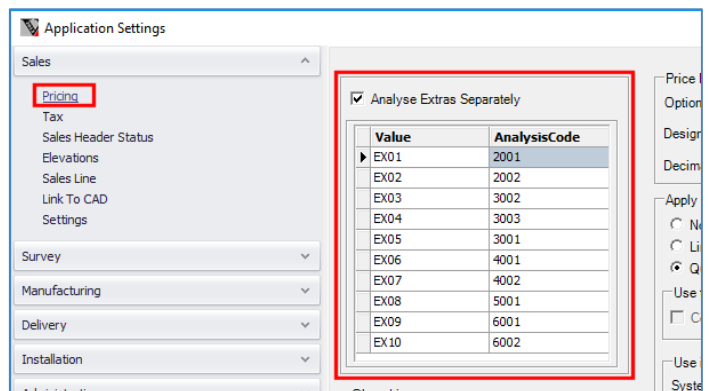 Application Settings
Sales
Pricing
Tax
Sales Header Status
Elevations
Sales Line
Link To CAD
Settings
Survey
Manufacturing
Delivery
Installation
Analyse Extras Separately
Value AnalysisCode
EX01 2001
EX02 2002
EX03 3002
EX04 3003
EX05 3001
EX06 4001
EX07 4002
EX08 5001
EX09 6001
EX10 6002
Price
Option
Design
Decim
Apply
Use
Use
Syste